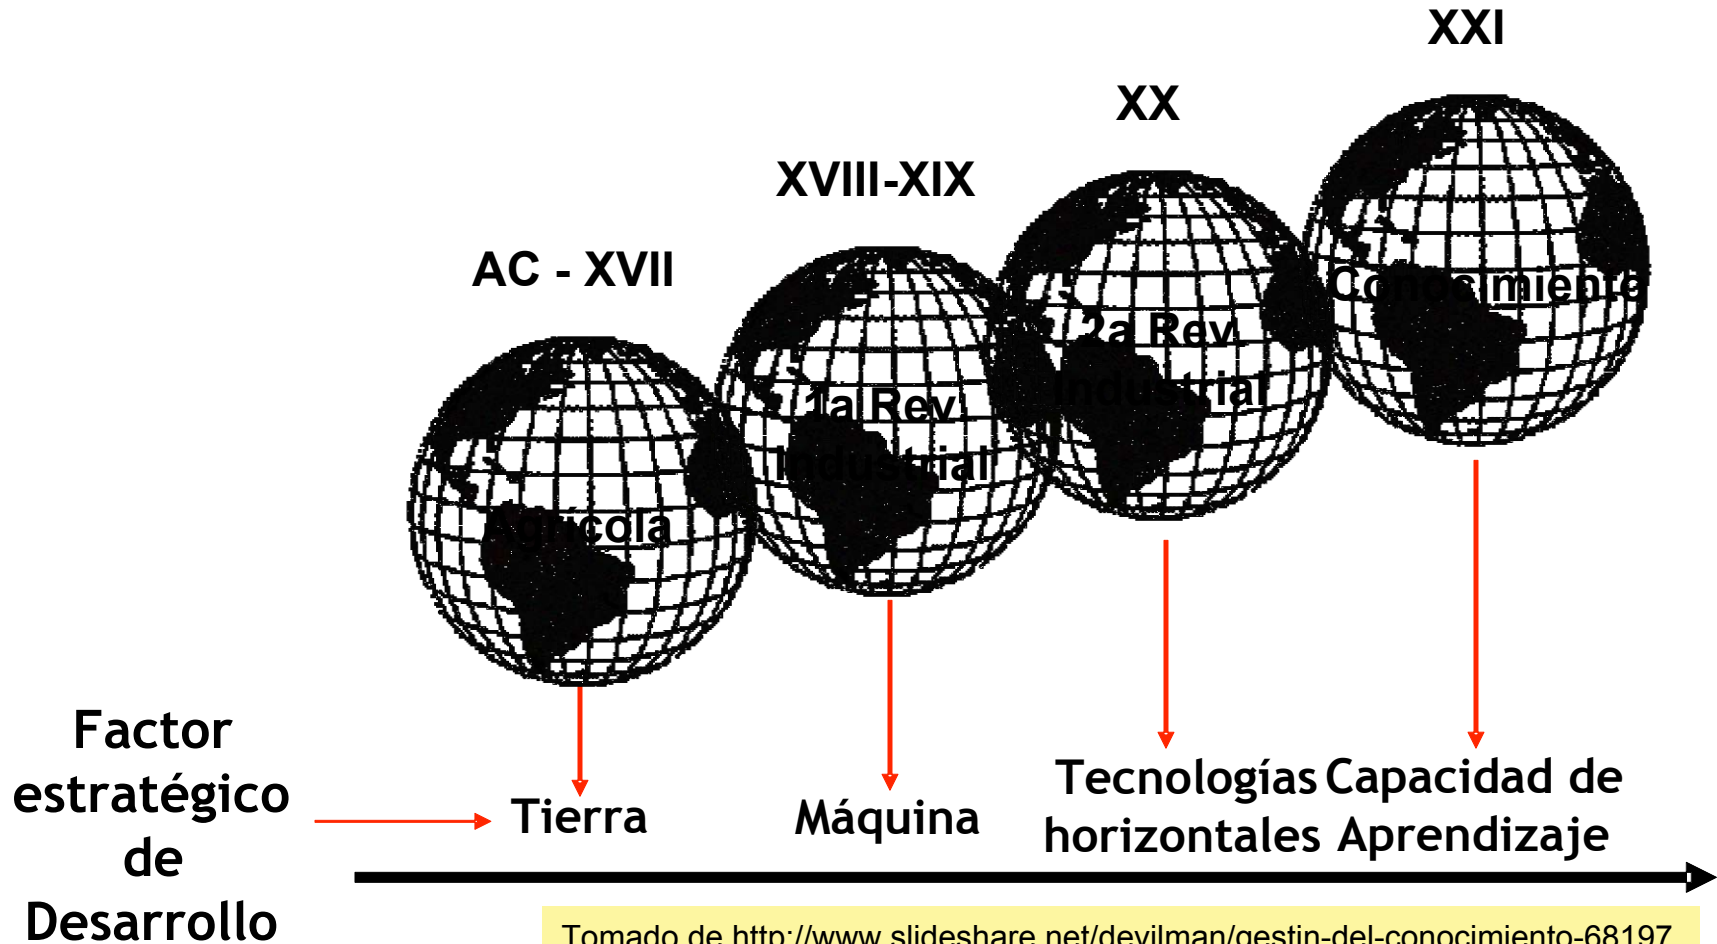 XXI
XX
XVIII-XIX
AC - XVII
Conocimiento
2a Rev
Industrial
1a Rev
Industrial
Agrícola
Factor
estratégico
de
Desarrollo
Tierra
Máquina
Tecnologías
horizontales
Capacidad de
Aprendizaje
Tomado de http://www.slideshare.net/devilman/gestin-del-conocimiento-68197